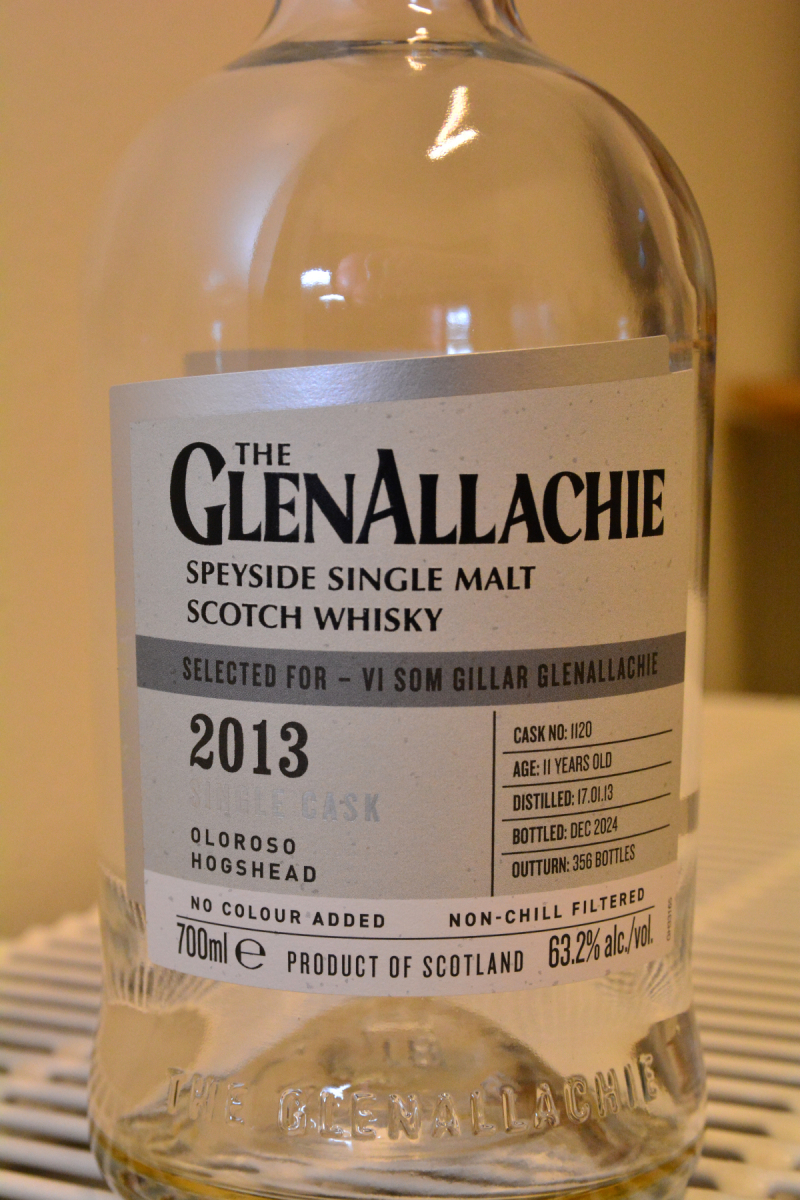 THE
GLENALLACHIE
SPEYSIDE SINGLE MALT
SCOTCH WHISKY
SELECTED FOR – VI SOM GILLAR GLENALLACHIE
2013
SINGLE CASK
OLOROSO
HOGSHEAD
CASK NO: 1120
AGE: 11 YEARS OLD
DISTILLED: 17.01.13
BOTTLED: DEC 2024
OUTTURN: 356 BOTTLES
NO COLOUR ADDED NON-CHILL FILTERED
700ml e PRODUCT OF SCOTLAND 63.2% alc./vol.
THE GLENALLACHIE